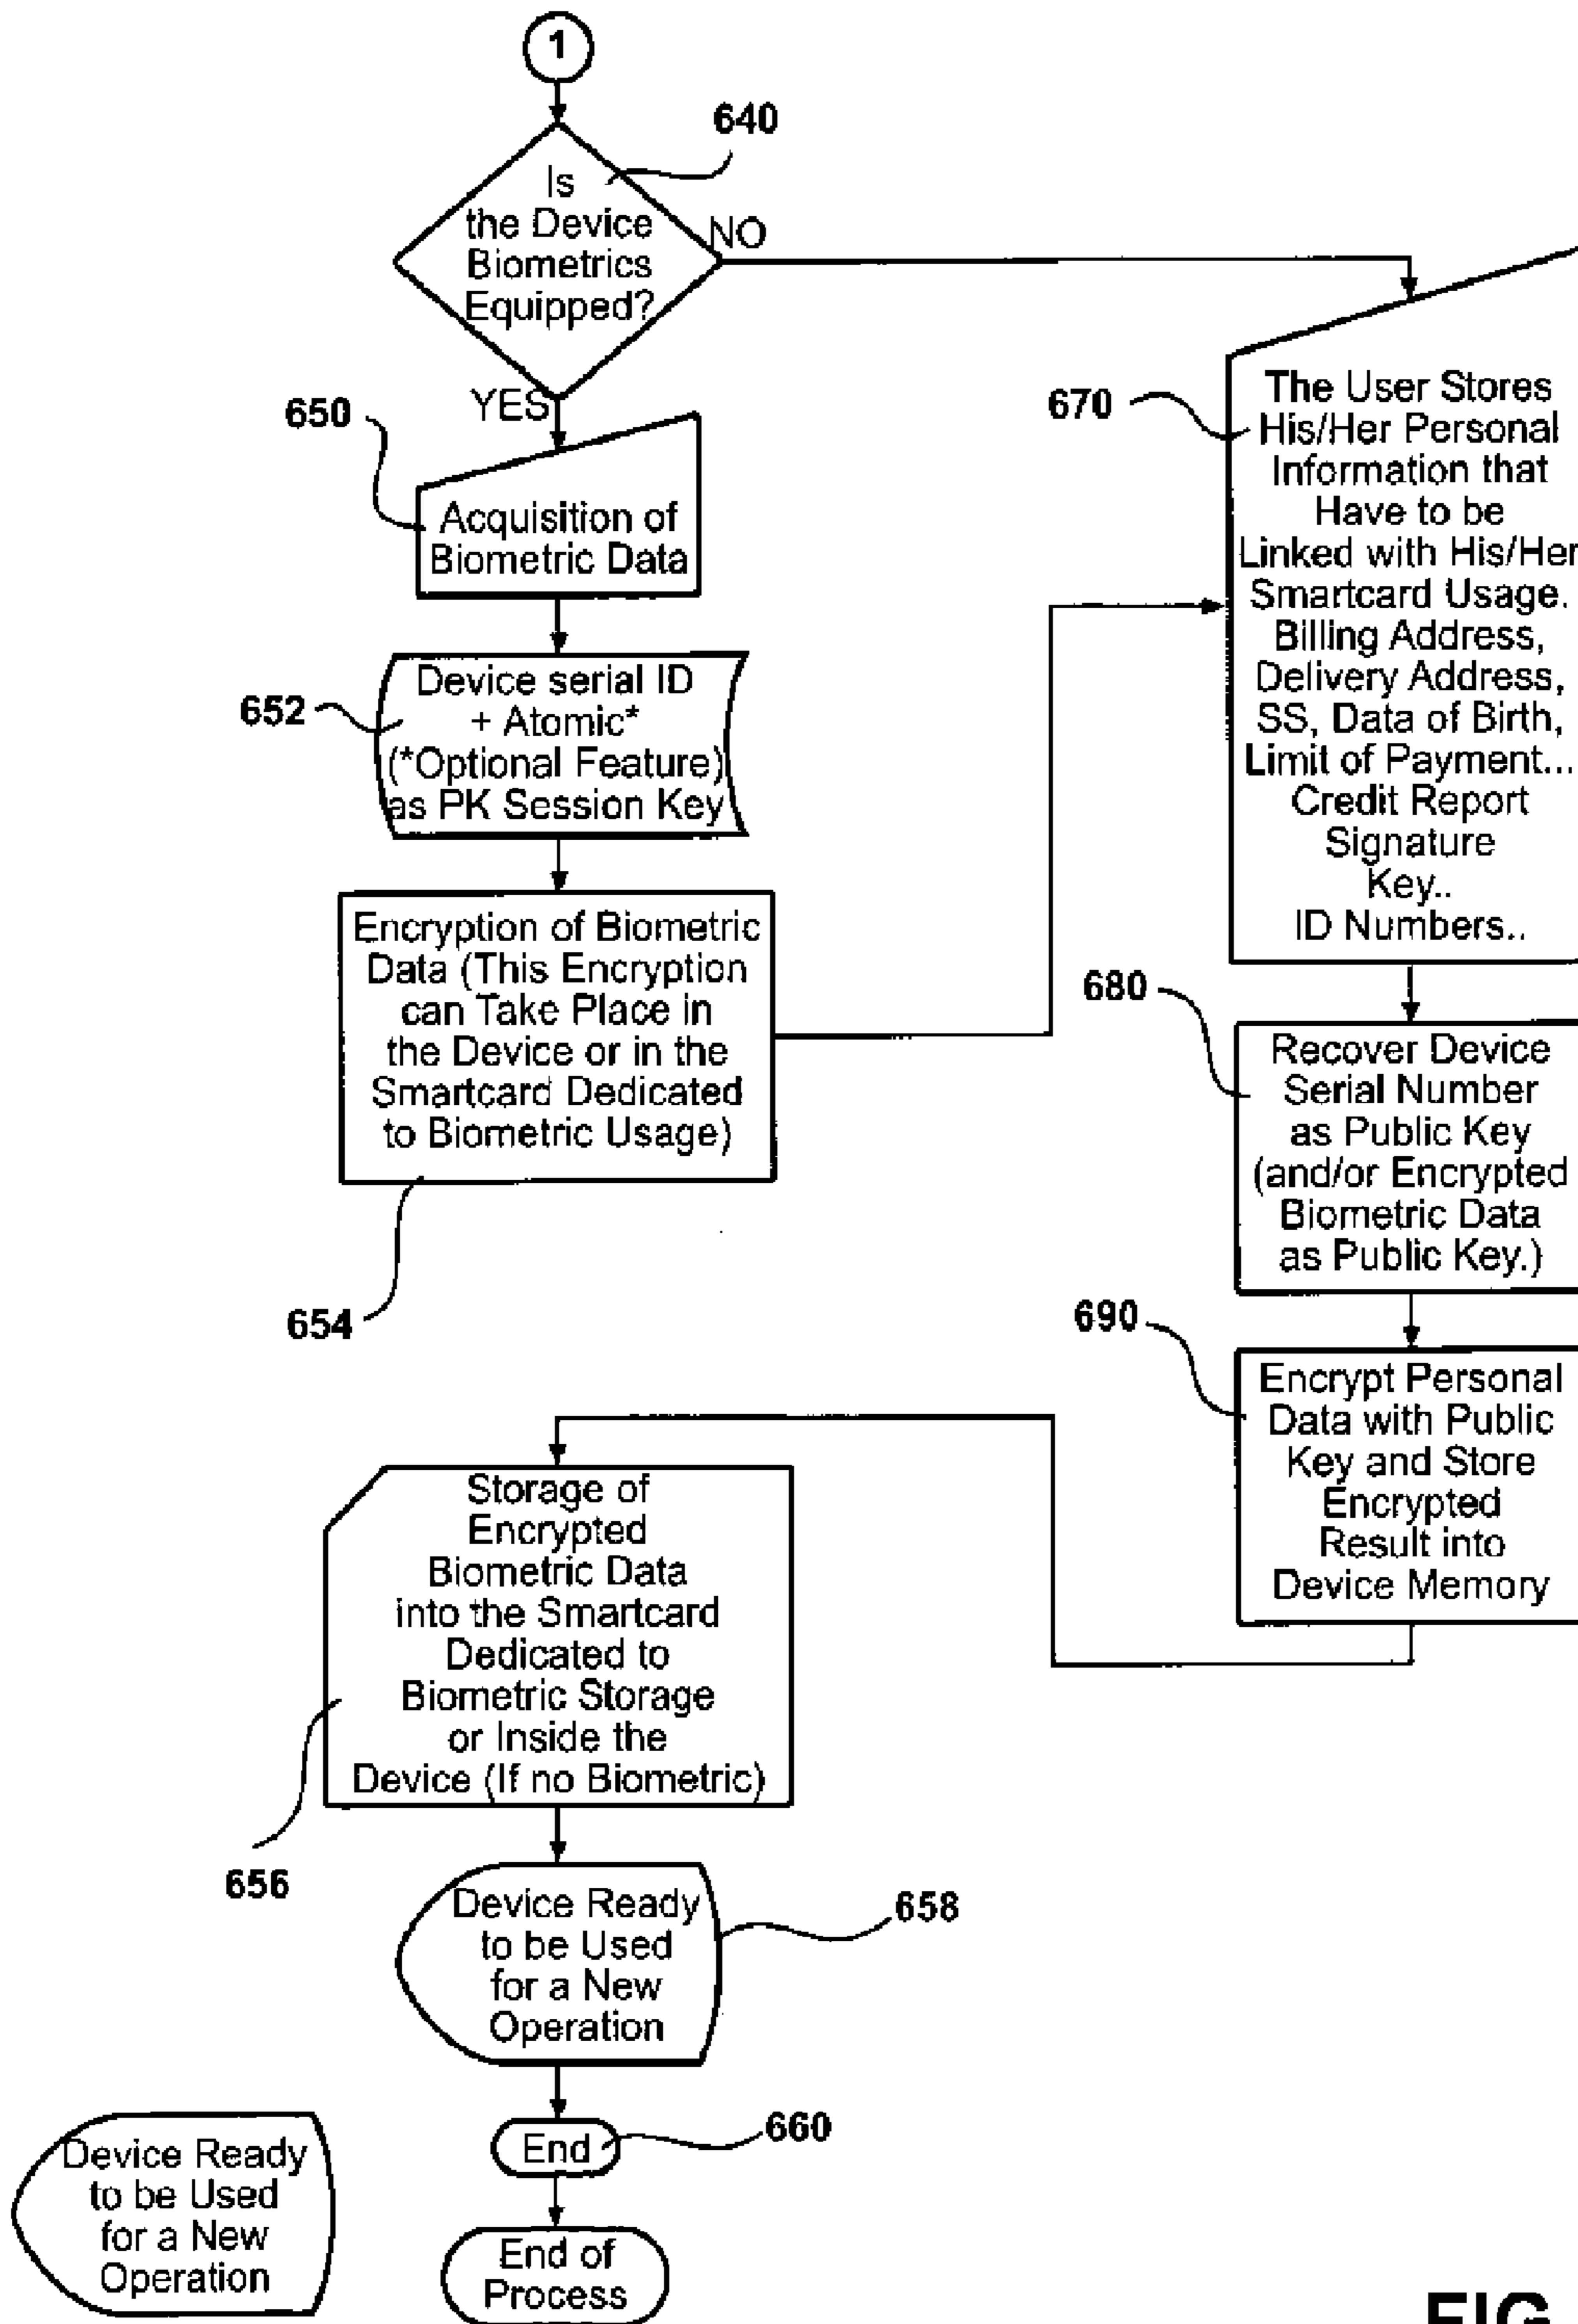 1
640
Is
the Device
Biometrics
Equipped?
NO
YES
650
Acquisition of
Biometric Data
652
Device serial ID
+ Atomic*
(*Optional Feature)
as PK Session Key
Encryption of Biometric
Data (This Encryption
can Take Place in
the Device or in the
Smartcard Dedicated
to Biometric Usage)
654
670
The User Stores
His/Her Personal
Information that
Have to be
Linked with His/Her
Smartcard Usage.
Billing Address,
Delivery Address,
SS, Data of Birth,
Limit of Payment...
Credit Report
Signature
Key..
ID Numbers..
680
Recover Device
Serial Number
as Public Key
(and/or Encrypted
Biometric Data
as Public Key.)
690
Encrypt Personal
Data with Public
Key and Store
Encrypted
Result into
Device Memory
Storage of
Encrypted
Biometric Data
into the Smartcard
Dedicated to
Biometric Storage
or Inside the
Device (If no Biometric)
656
Device Ready
to be Used
for a New
Operation
658
End
660
Device Ready
to be Used
for a New
Operation
End of
Process
FIG